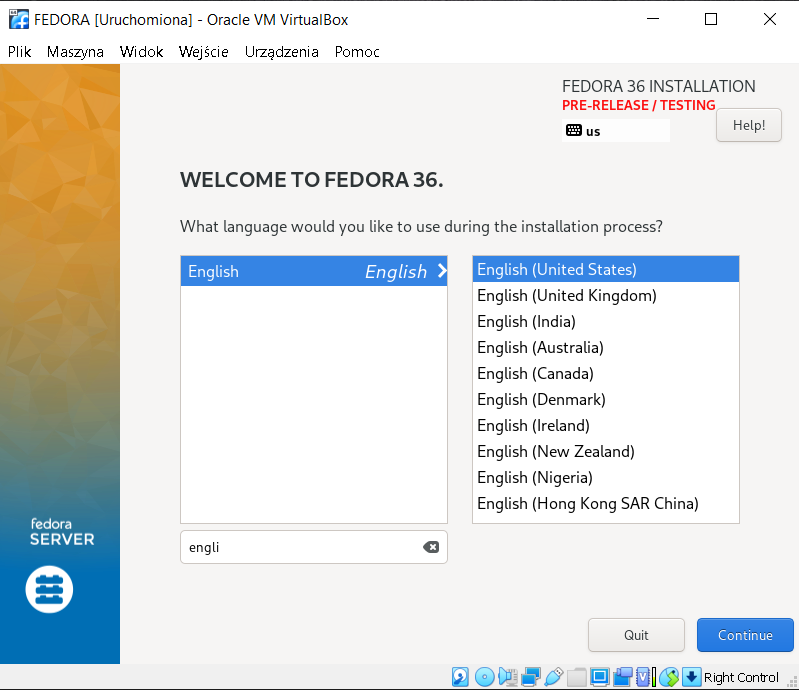 FEDORA [Uruchomiona] - Oracle VM VirtualBox
Plik Maszyna Widok Wejście Urządzenia Pomoc
FEDORA 36 INSTALLATION
PRE-RELEASE / TESTING
us
Help!
WELCOME TO FEDORA 36.
What language would you like to use during the installation process?
English English
English (United States)
English (United Kingdom)
English (India)
English (Australia)
English (Canada)
English (Denmark)
English (Ireland)
English (New Zealand)
English (Nigeria)
English (Hong Kong SAR China)
engli
fedora
SERVER
Quit Continue
Right Control